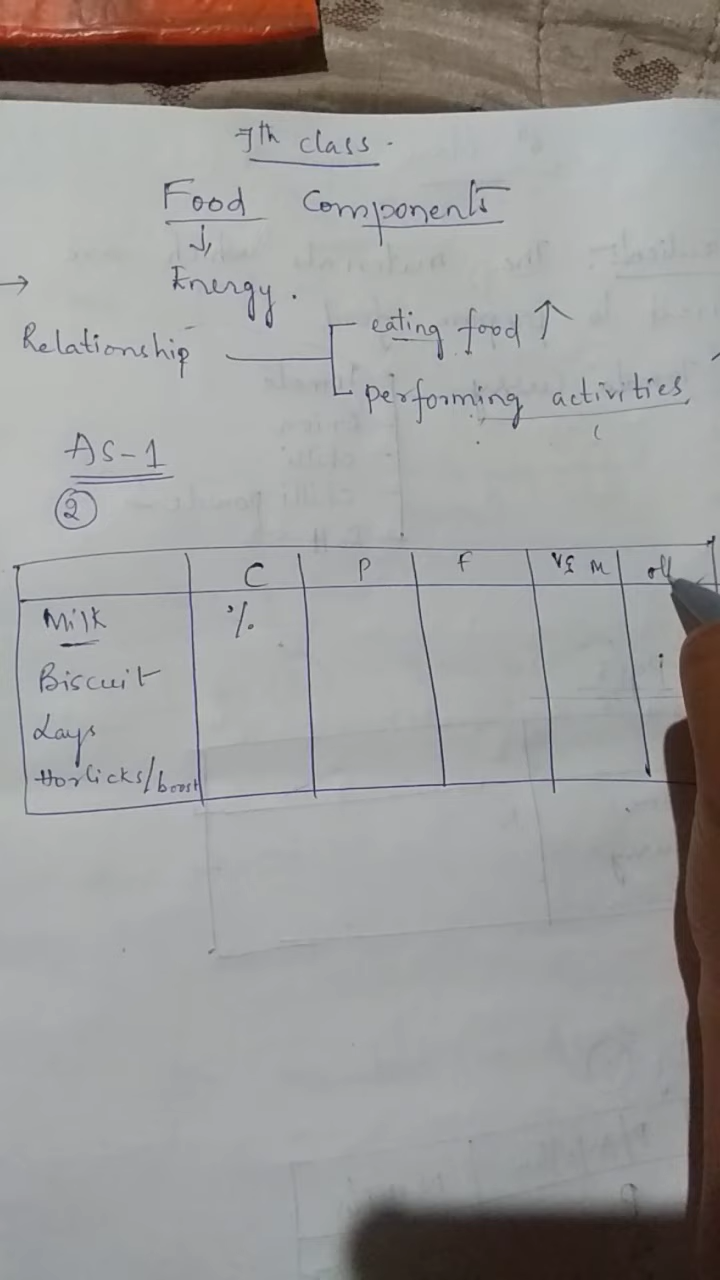 7th class.
Food Components
↓
Energy.
→
Relationship
eating food ↑
performing activities
AS-1
②
C P F V& M
Milk %
Biscuit
Lays
Horlicks/boost